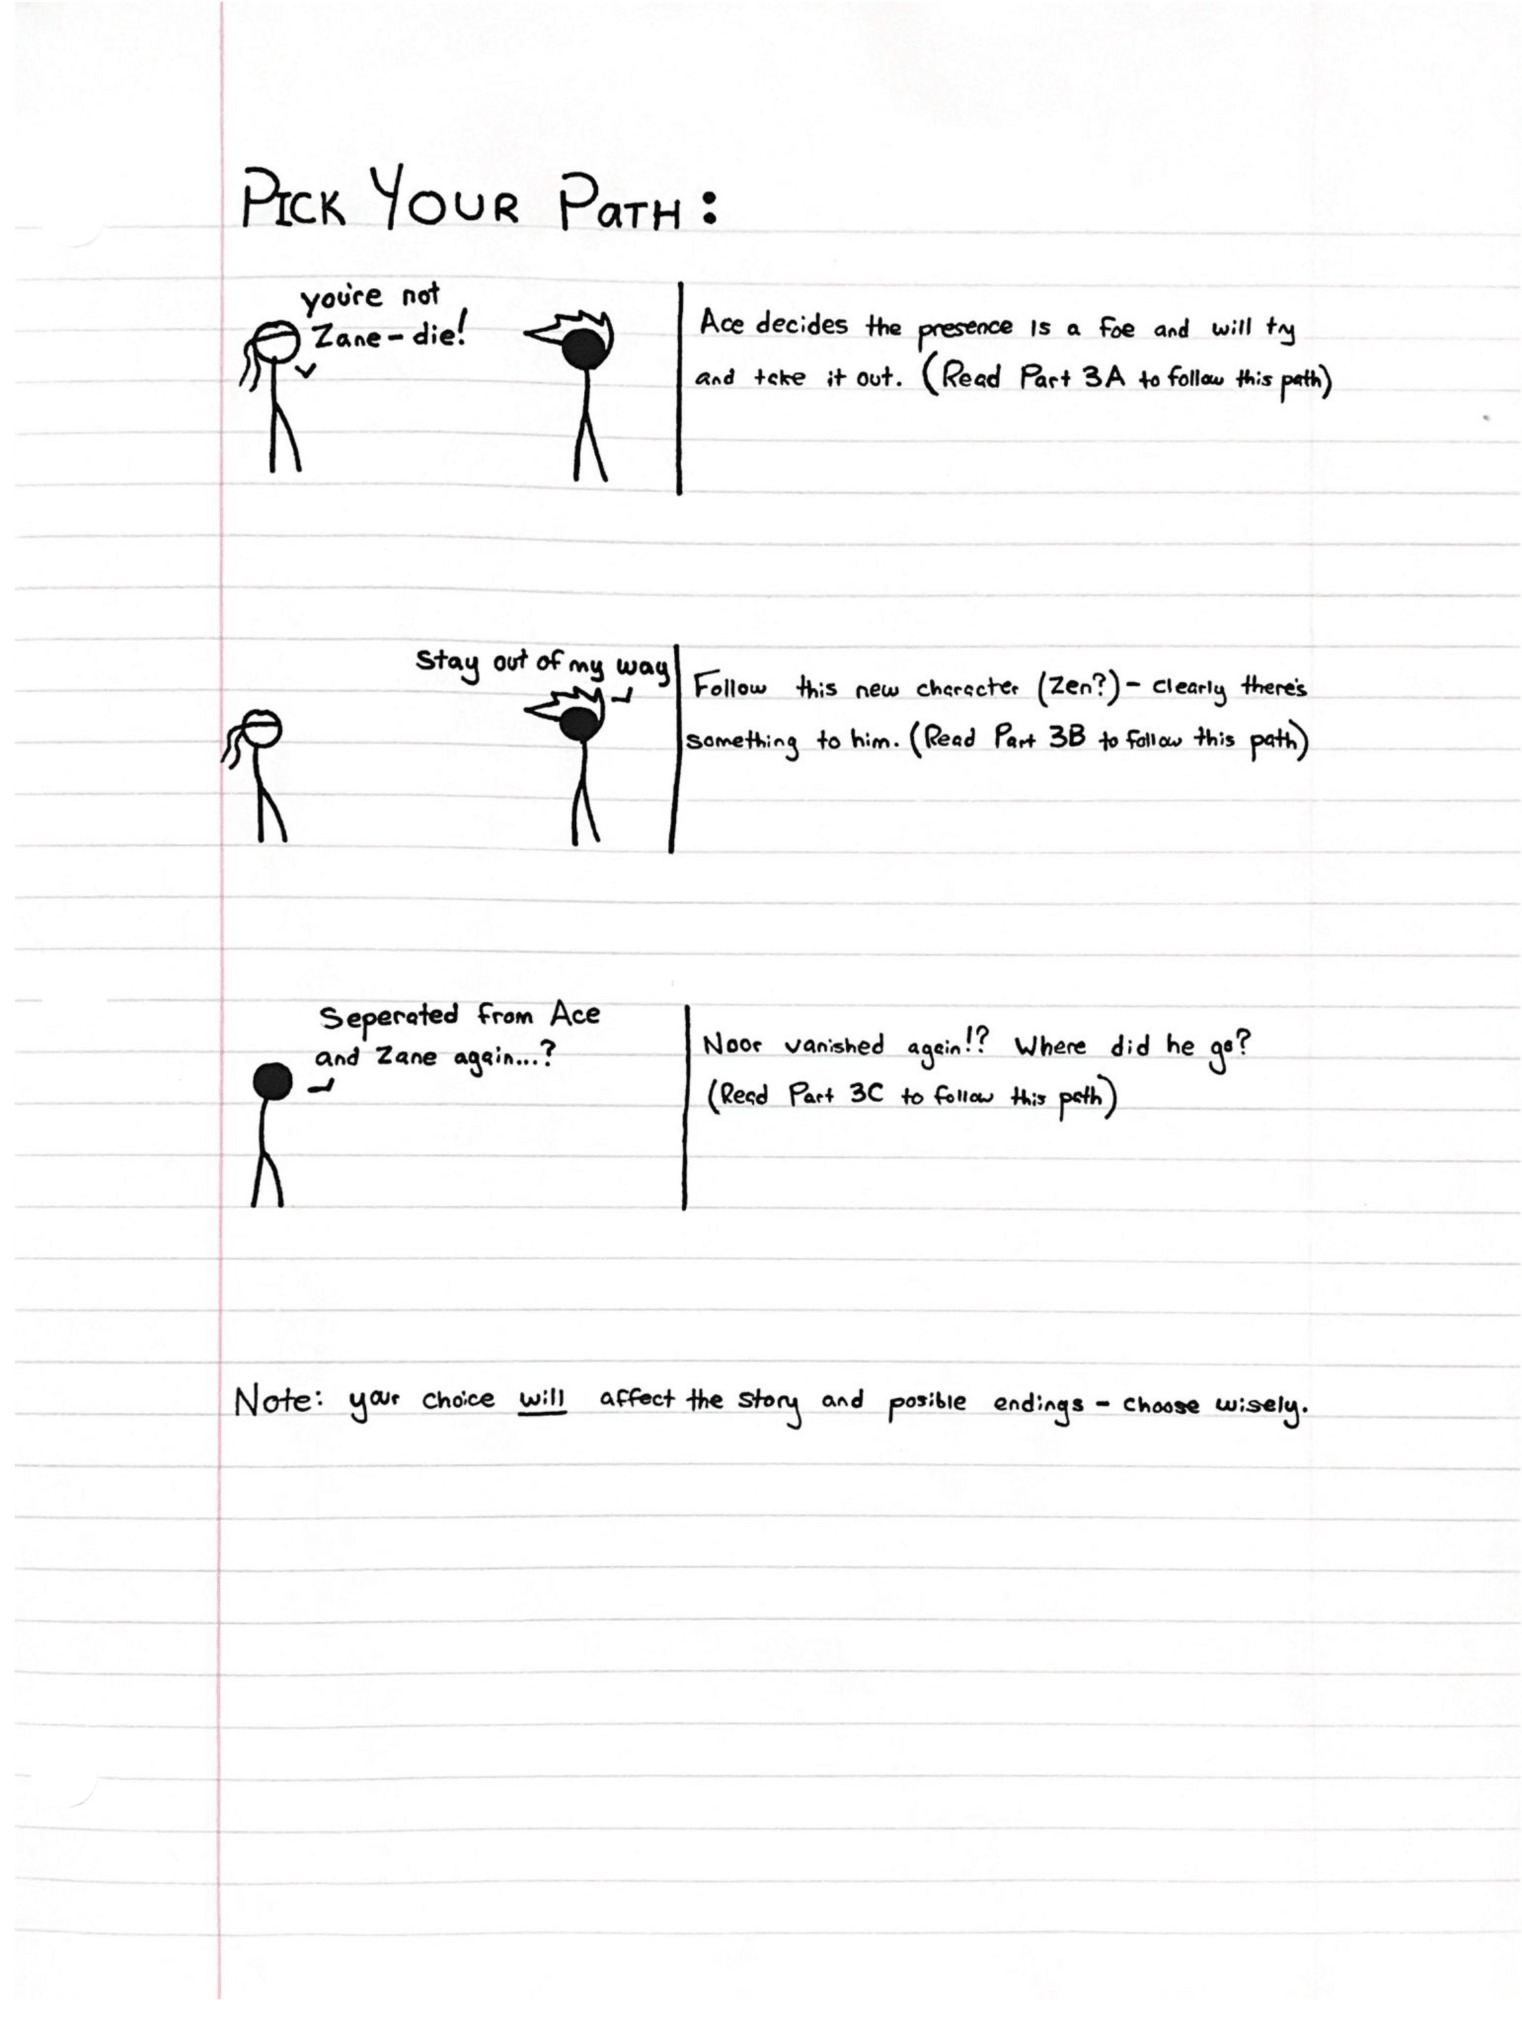 PICK YOUR PATH:
you're not
Zane - die!
Ace decides the presence is a foe and will try
and take it out. (Read Part 3A to follow this path)
Stay out of my way
Follow this new character (Zen?) - clearly there's
something to him. (Read Part 3B to follow this path)
Seperated from Ace
and Zane again...?
Noor vanished again!? Where did he go?
(Read Part 3C to follow this path)
Note: your choice will affect the story and posible endings - choose wisely.